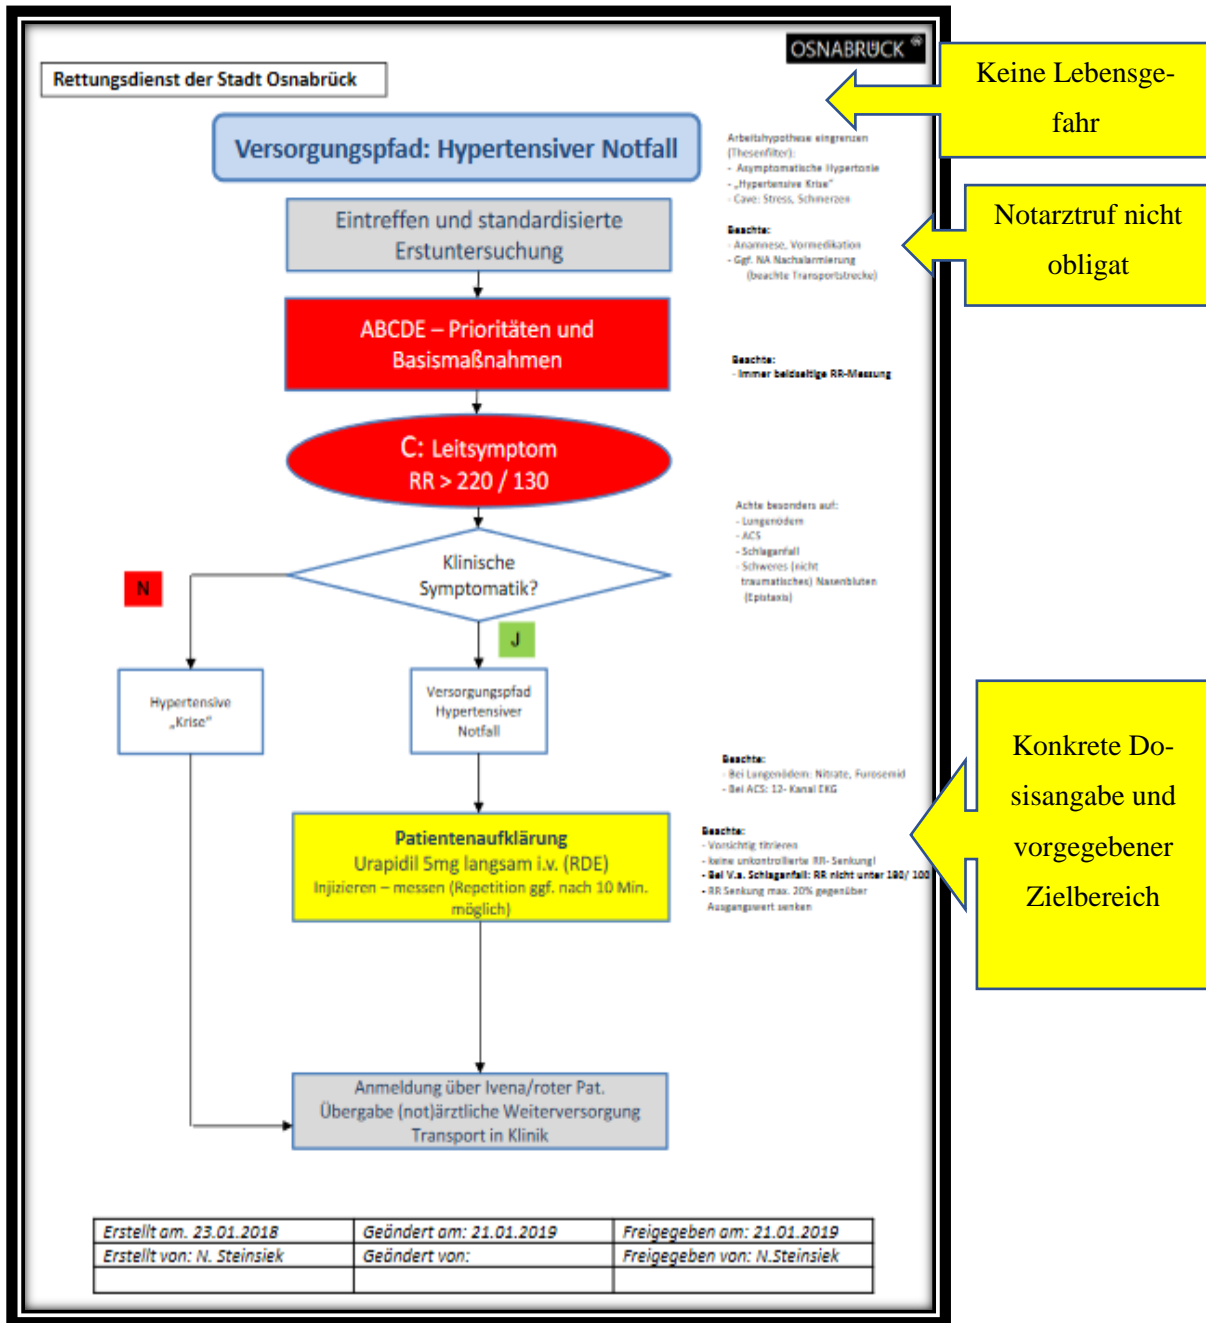 OSNABRÜCK
Rettungsdienst der Stadt Osnabrück
Keine Lebensge-
fahr
Versorgungspfad: Hypertensiver Notfall
Arbeitshypothese eingrenzen
(Thesenfilter):
- Asymptomatische Hypertonie
- „Hypertensive Krise"
- Cave: Stress, Schmerzen
Notarztruf nicht
obligat
Eintreffen und standardisierte
Erstuntersuchung
Beachte:
- Anamnese, Vormedikation
- Ggf. NA Nachalarmierung
(beachte Transportstrecke)
ABCDE – Prioritäten und
Basismaßnahmen
Beachte:
- Immer beidseitige RR-Messung
C: Leitsymptom
RR > 220 / 130
Achte besonders auf:
- Lungenödem
- ACS
- Schlaganfall
- Schweres (nicht
traumatisches) Nasenbluten
(Epistaxis)
Klinische
Symptomatik?
N
J
Hypertensive
„Krise"
Versorgungspfad
Hypertensiver
Notfall
Beachte:
- Bei Lungenödem: Nitrate, Furosemid
- Bei ACS: 12- Kanal EKG
Konkrete Do-
sisangabe und
vorgegebener
Zielbereich
Patientenaufklärung
Urapidil 5mg langsam i.v. (RDE)
Injizieren – messen (Repetition ggf. nach 10 Min.
möglich)
Beachte:
- Vorsichtig titrieren
- keine unkontrollierte RR- Senkung!
- Bei V.a. Schlaganfall: RR nicht unter 180/ 100
- RR Senkung max. 20% gegenüber
Ausgangswert senken
Anmeldung über Ivena/roter Pat.
Übergabe (not)ärztliche Weiterversorgung
Transport in Klinik
Erstellt am. 23.01.2018
Geändert am: 21.01.2019
Freigegeben am: 21.01.2019
Erstellt von: N. Steinsiek
Geändert von:
Freigegeben von: N.Steinsiek